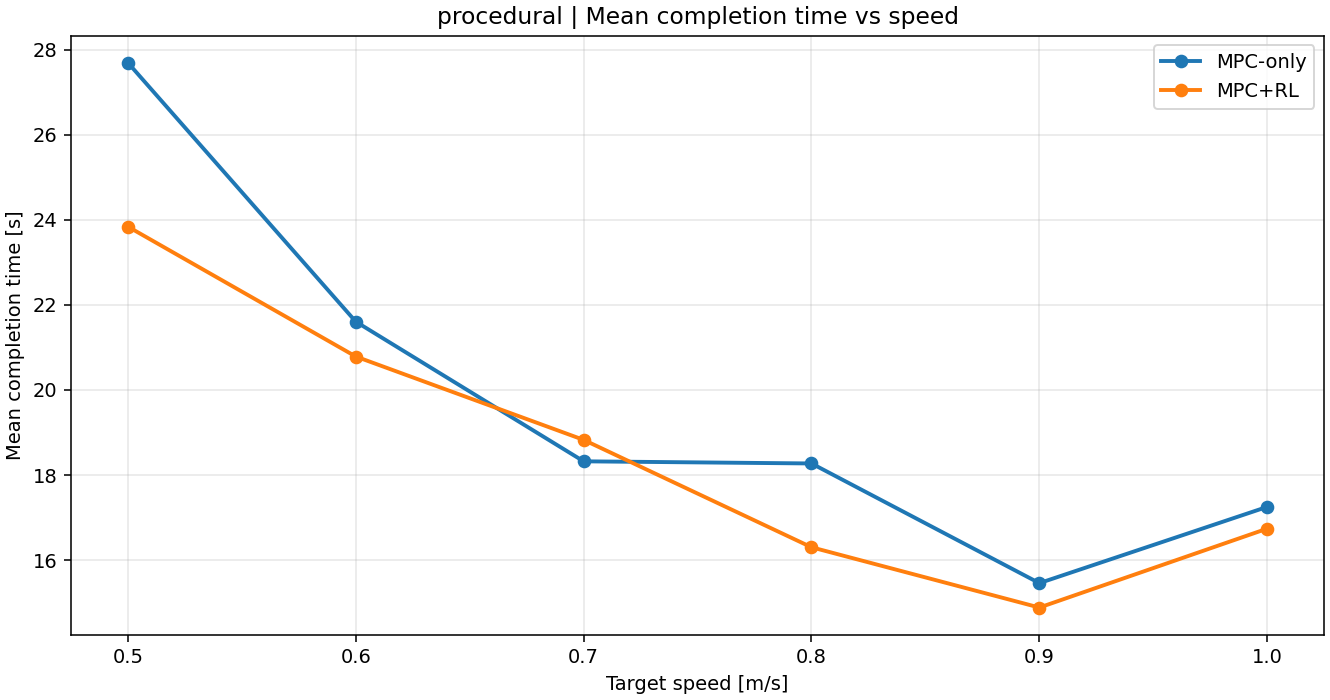 procedural | Mean completion time vs speed
MPC-only
MPC+RL
Mean completion time [s]
28
26
24
22
20
18
16
0.5
0.6
0.7
0.8
0.9
1.0
Target speed [m/s]